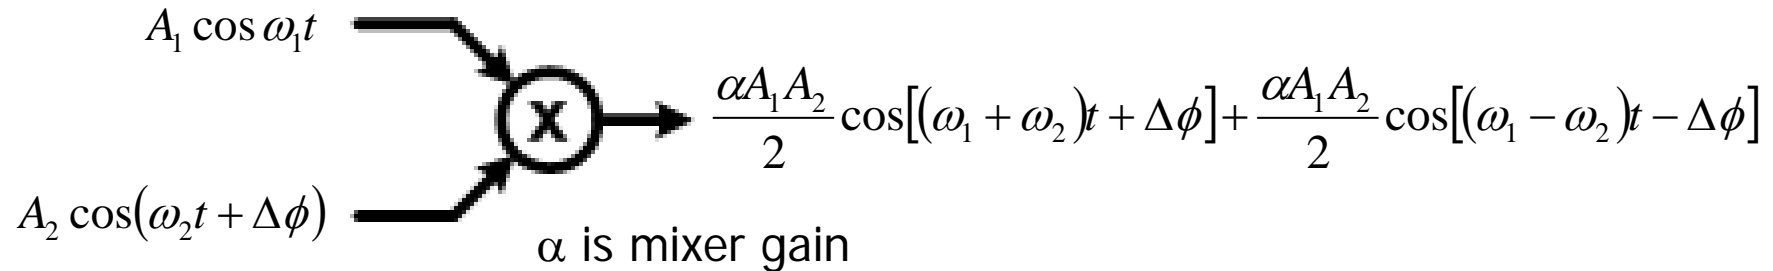 A₁ cos ω₁t
X
αA₁A₂/2 cos[(ω₁ + ω₂)t + Δϕ] + αA₁A₂/2 cos[(ω₁ − ω₂)t − Δϕ]
A₂ cos(ω₂t + Δϕ)
α is mixer gain